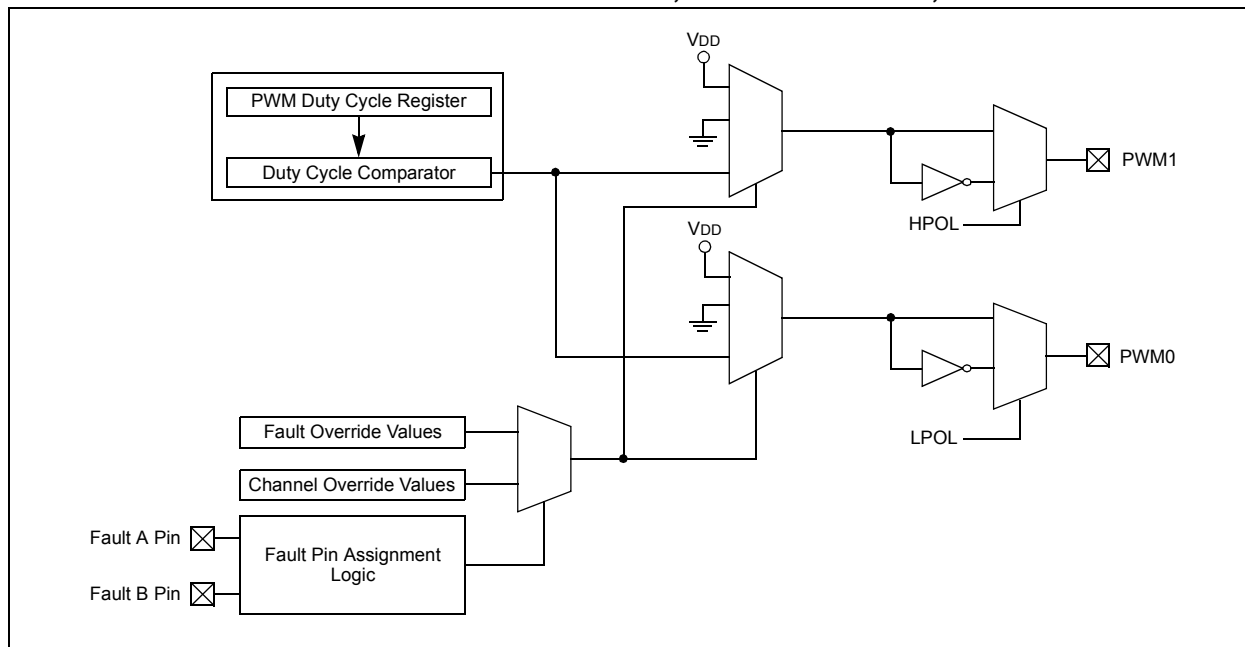 VDD
PWM Duty Cycle Register
Duty Cycle Comparator
PWM1
HPOL
VDD
PWM0
LPOL
Fault Override Values
Channel Override Values
Fault A Pin
Fault Pin Assignment
Logic
Fault B Pin